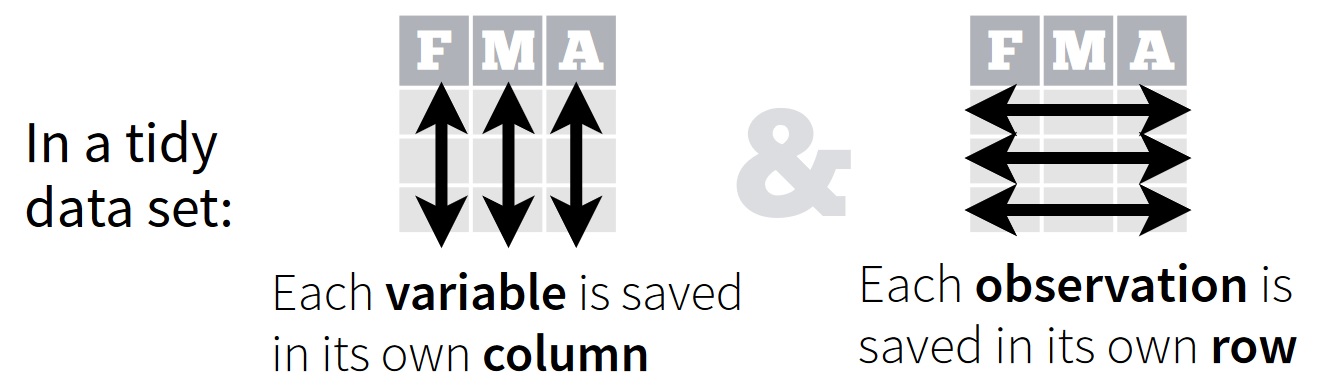 F M A
F M A
In a tidy
data set:
&
Each variable is saved
in its own column
Each observation is
saved in its own row